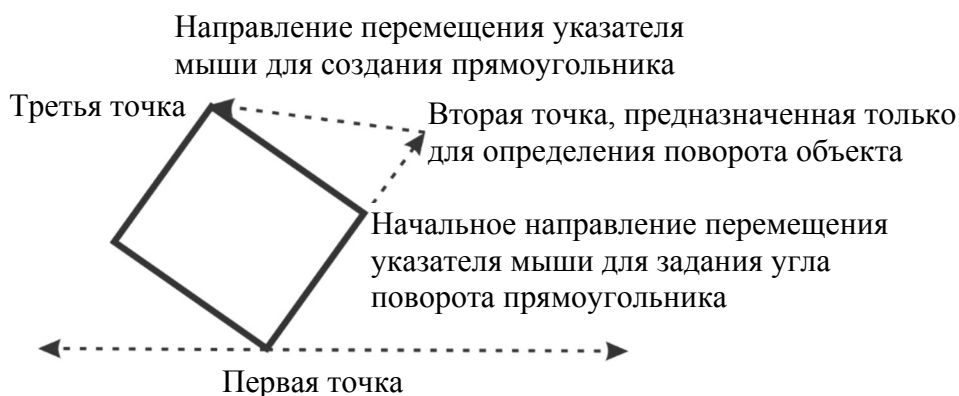 Направление перемещения указателя
мыши для создания прямоугольника
Третья точка
Вторая точка, предназначенная только
для определения поворота объекта
Начальное направление перемещения
указателя мыши для задания угла
поворота прямоугольника
Первая точка